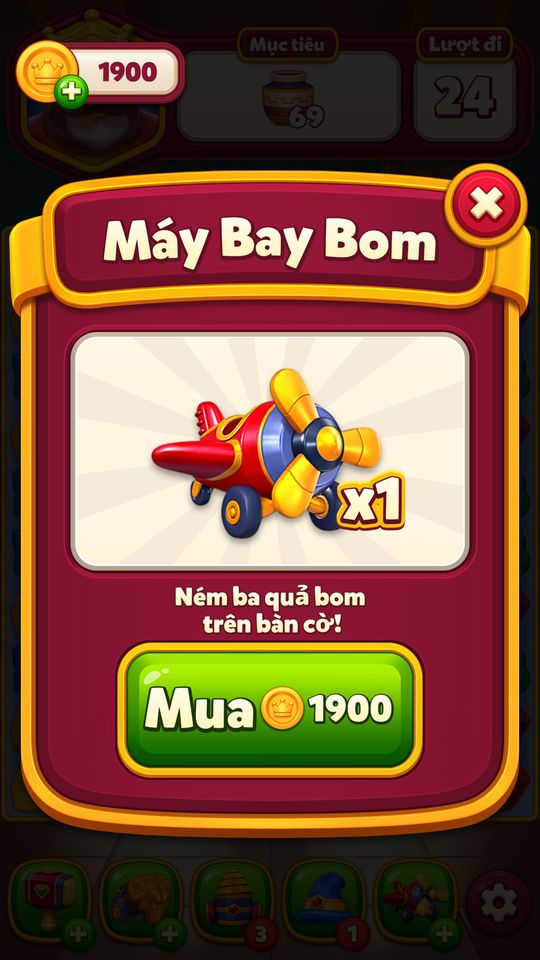 1900
Mục tiêu
69
Lượt đi
24
Máy Bay Bom
x1
Ném ba quả bom
trên bàn cờ!
Mua 1900
3
1